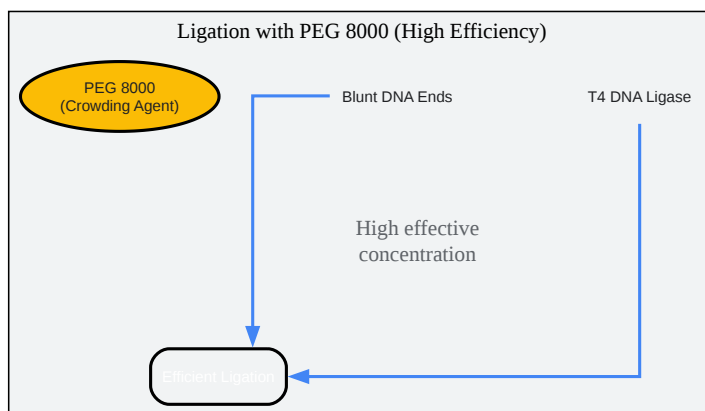 Ligation with PEG 8000 (High Efficiency)
PEG 8000
(Crowding Agent)
Blunt DNA Ends
T4 DNA Ligase
High effective
concentration
Efficient Ligation